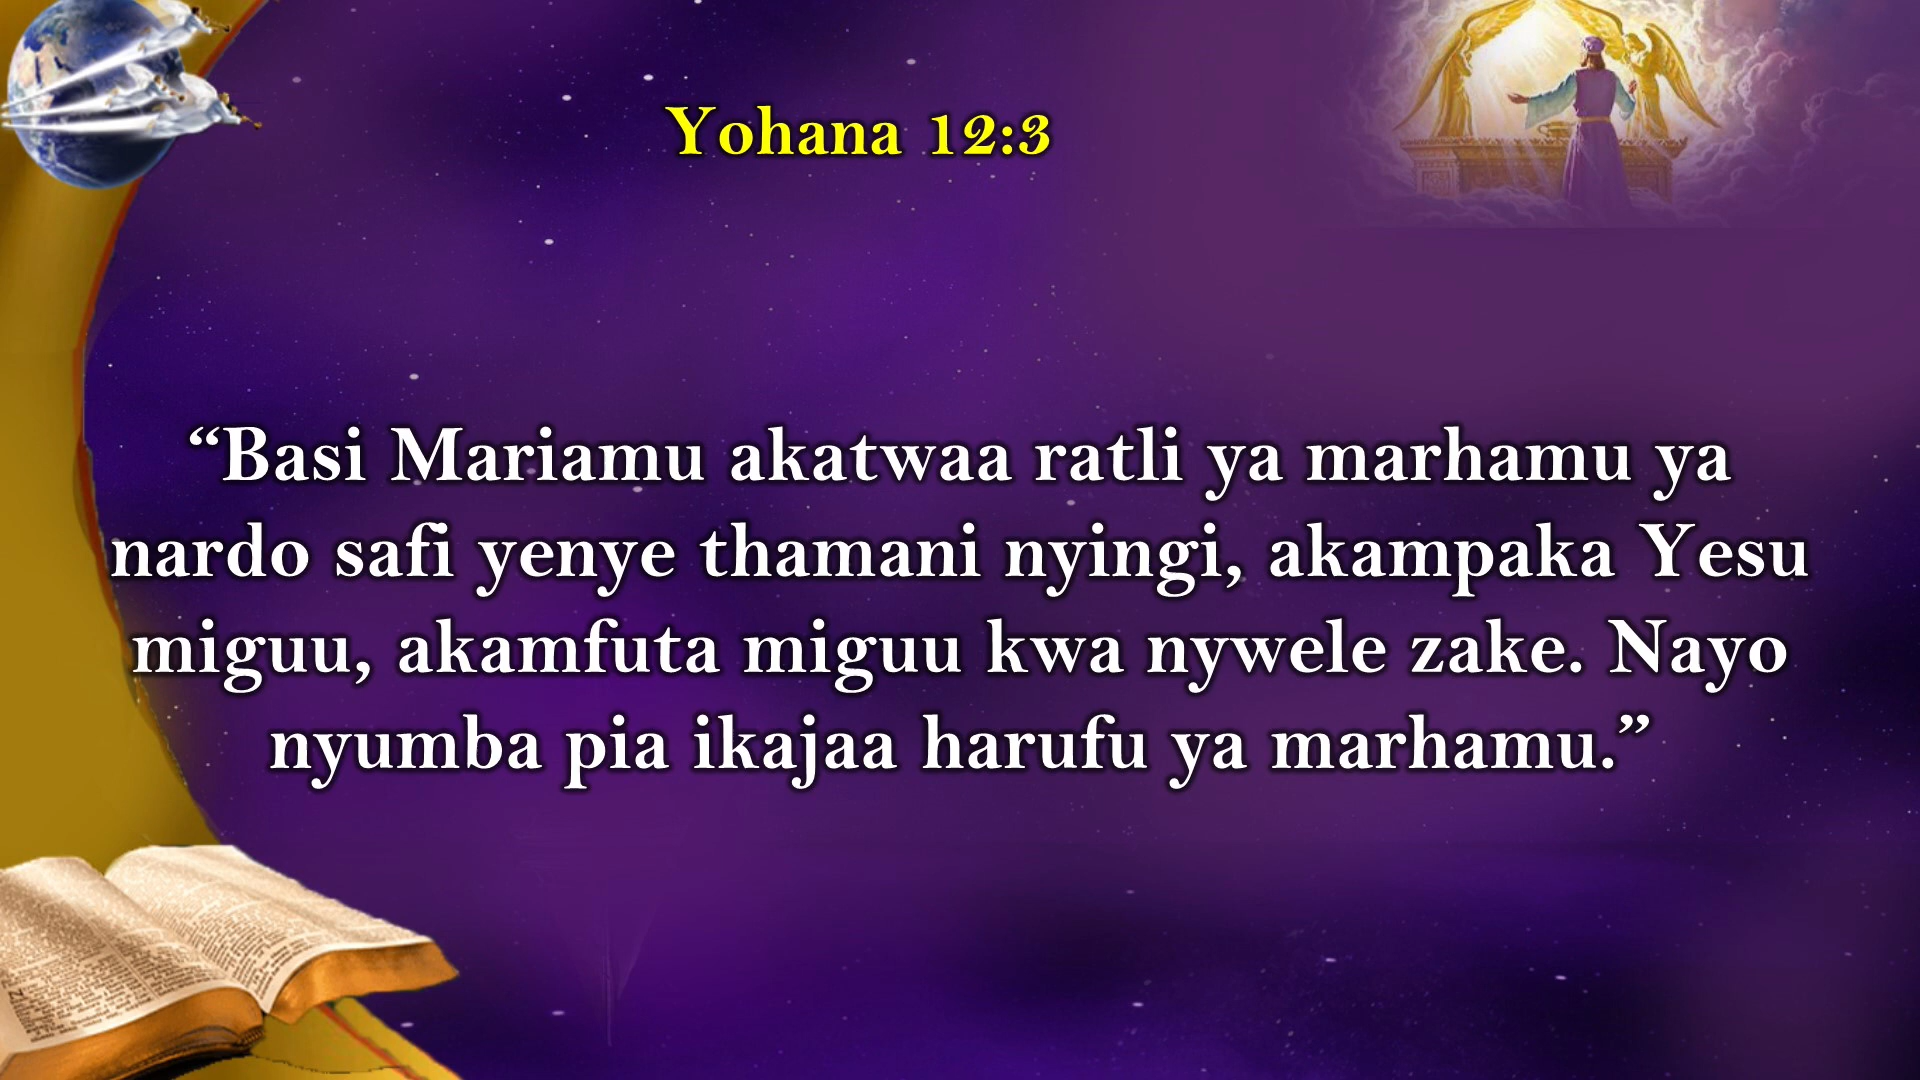 Yohana 12:3
“Basi Mariamu akatwaa ratli ya marhamu ya
nardo safi yenye thamani nyingi, akampaka Yesu
miguu, akamfuta miguu kwa nywele zake. Nayo
nyumba pia ikajaa harufu ya marhamu.”